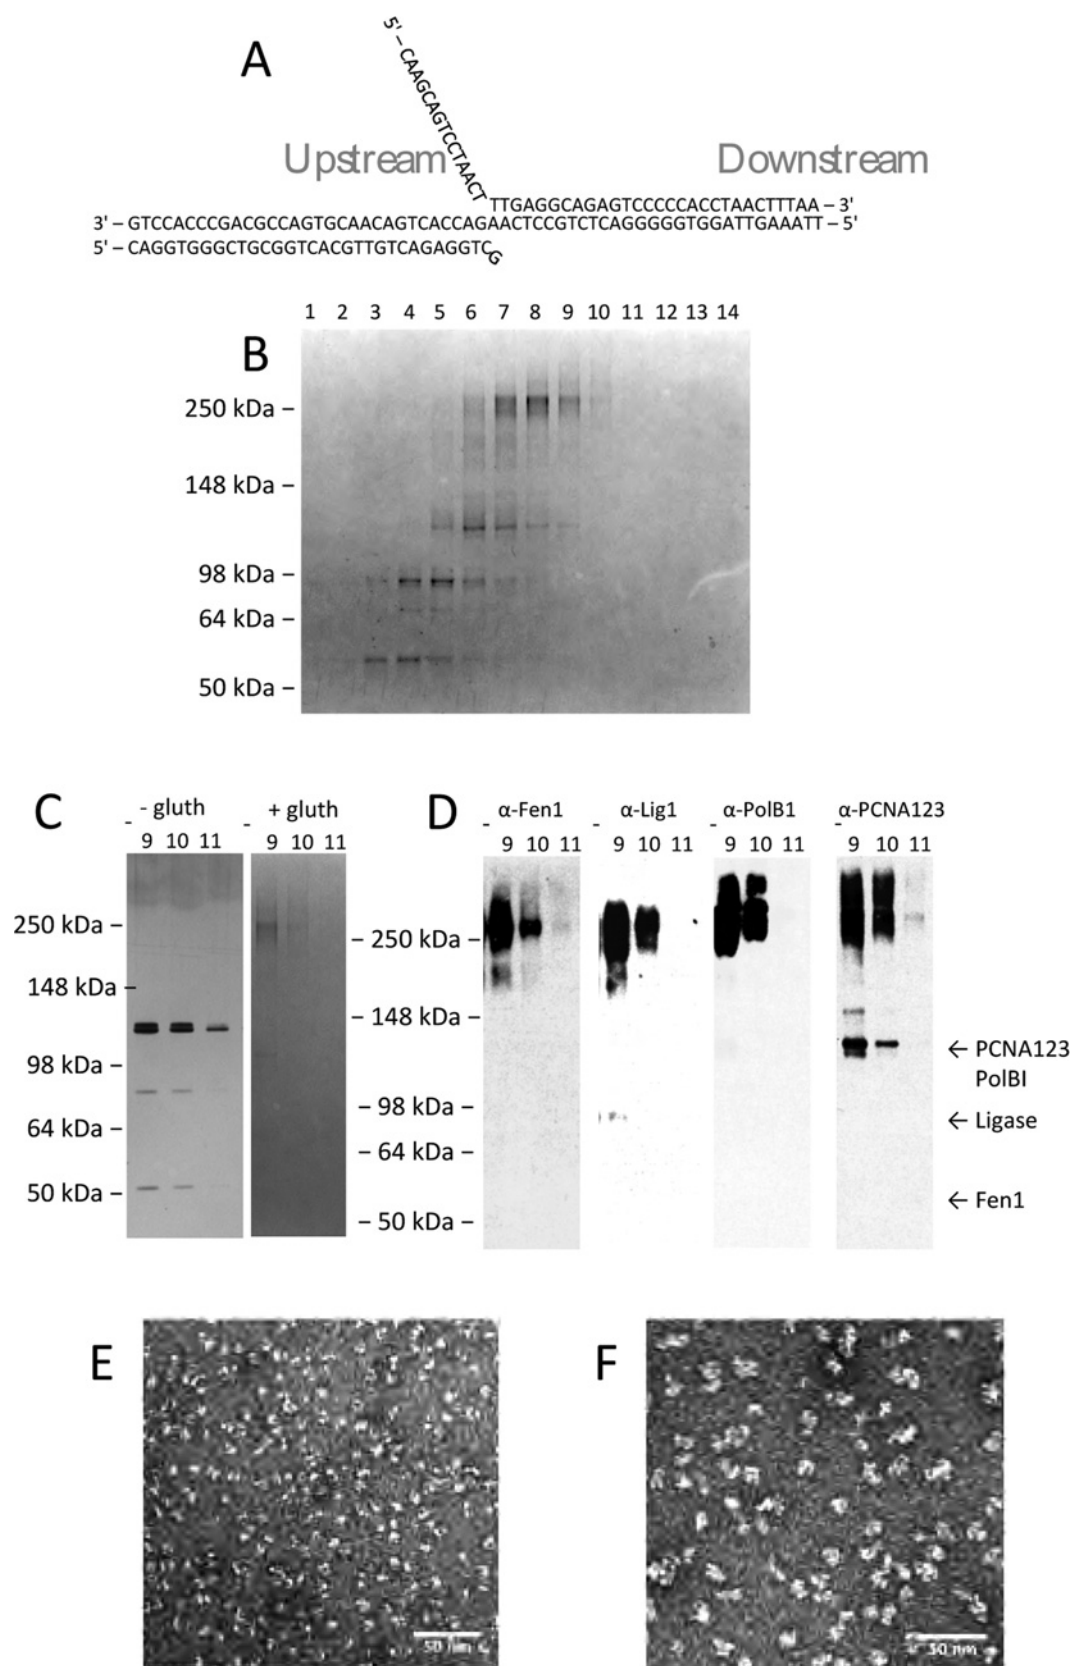 A
5' – CAAGCAGTCCTAACT
Upstream
Downstream
TTGAGGCAGAGTCCCCCACCTAACTTTAA – 3'
3' – GTCCACCCGACGCCAGTGCAACAGTCACCAGAACTCCGTCTCAGGGGGTGGATTGAAATT – 5'
5' – CAGGTGGGCTGCGGTCACGTTGTCAGAGGTCG
1 2 3 4 5 6 7 8 9 10 11 12 13 14
B
250 kDa –
148 kDa –
98 kDa –
64 kDa –
50 kDa –
C
- gluth
+ gluth
9 10 11
9 10 11
250 kDa –
148 kDa –
98 kDa –
64 kDa –
50 kDa –
D
α-Fen1
α-Lig1
α-PolB1
α-PCNA123
9 10 11
9 10 11
9 10 11
9 10 11
– 250 kDa –
– 148 kDa –
– 98 kDa –
– 64 kDa –
– 50 kDa –
← PCNA123
PolBI
← Ligase
← Fen1
E
50 nm
F
50 nm